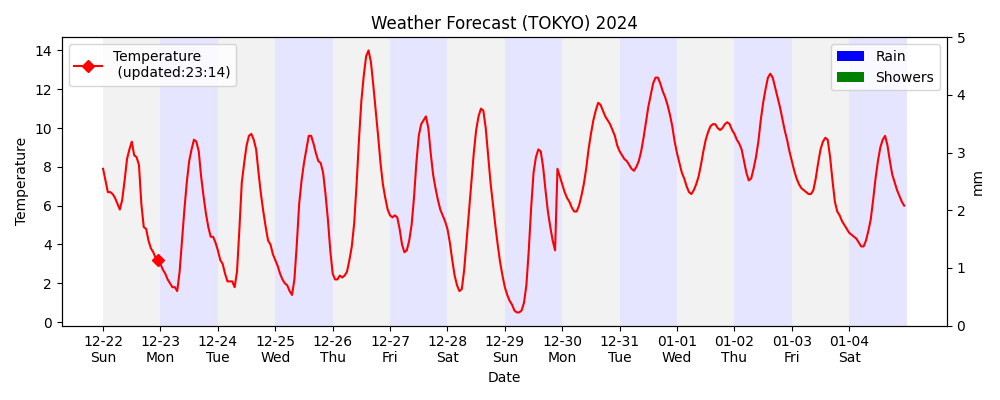 Weather Forecast (TOKYO) 2024
Temperature
(updated:23:14)
Rain
Showers
Temperature
14
12
10
8
6
4
2
0
5
4
3
2
1
0
mm
12-22 12-23 12-24 12-25 12-26 12-27 12-28 12-29 12-30 12-31 01-01 01-02 01-03 01-04
Sun Mon Tue Wed Thu Fri Sat Sun Mon Tue Wed Thu Fri Sat
Date